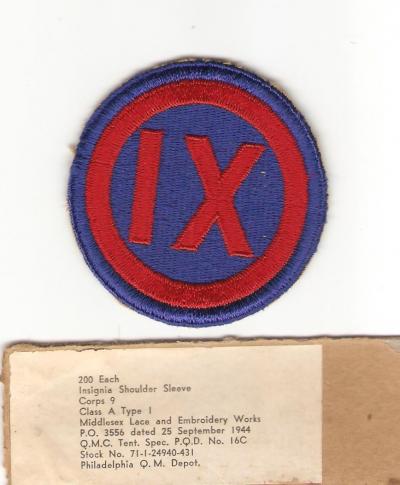 IX
200 Each
Insignia Shoulder Sleeve
Corps 9
Class A Type 1
Middlesex Lace and Embroidery Works
P.O. 3556 dated 25 September 1944
Q.M.C. Tent. Spec. P.Q.D. No. 16C
Stock No. 71-1-24940-431
Philadelphia Q. M. Depot.